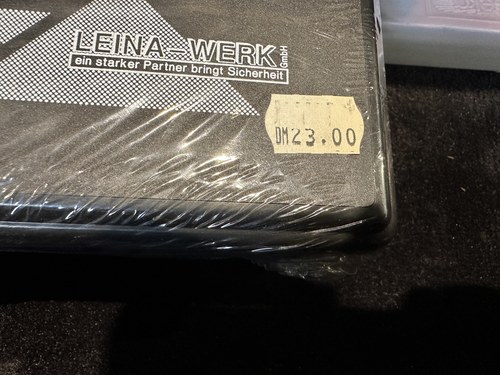 LEINA-WERK GmbH
ein starker Partner bringt Sicherheit
DM23.00